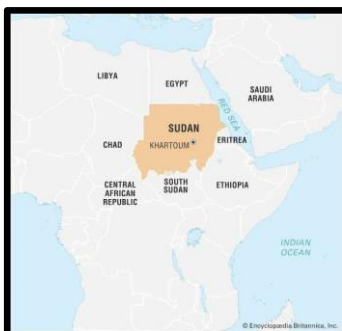 LIBYA
EGYPT
SAUDI
ARABIA
RED SEA
SUDAN
KHARTOUM
CHAD
ERITREA
CENTRAL
AFRICAN
REPUBLIC
SOUTH
SUDAN
ETHIOPIA
INDIAN
OCEAN
© Encyclopædia Britannica, Inc.